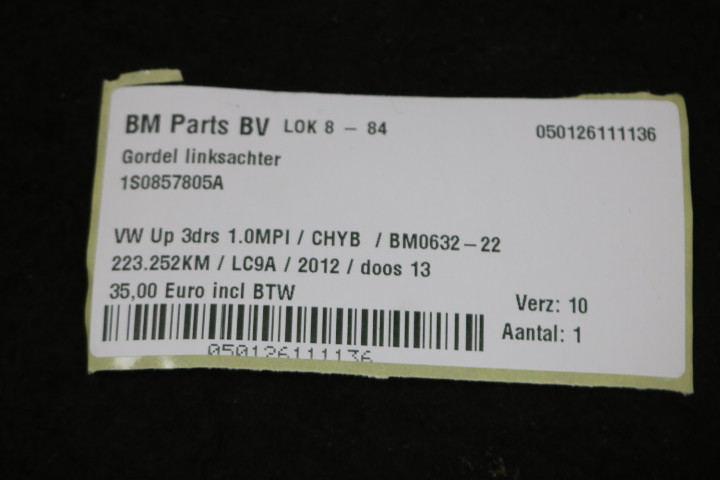 BM Parts BV LOK 8 – 84 050126111136
Gordel linksachter
1S0857805A
VW Up 3drs 1.0MPI / CHYB / BM0632–22
223.252KM / LC9A / 2012 / doos 13
35,00 Euro incl BTW
Verz: 10
Aantal: 1
050126111136